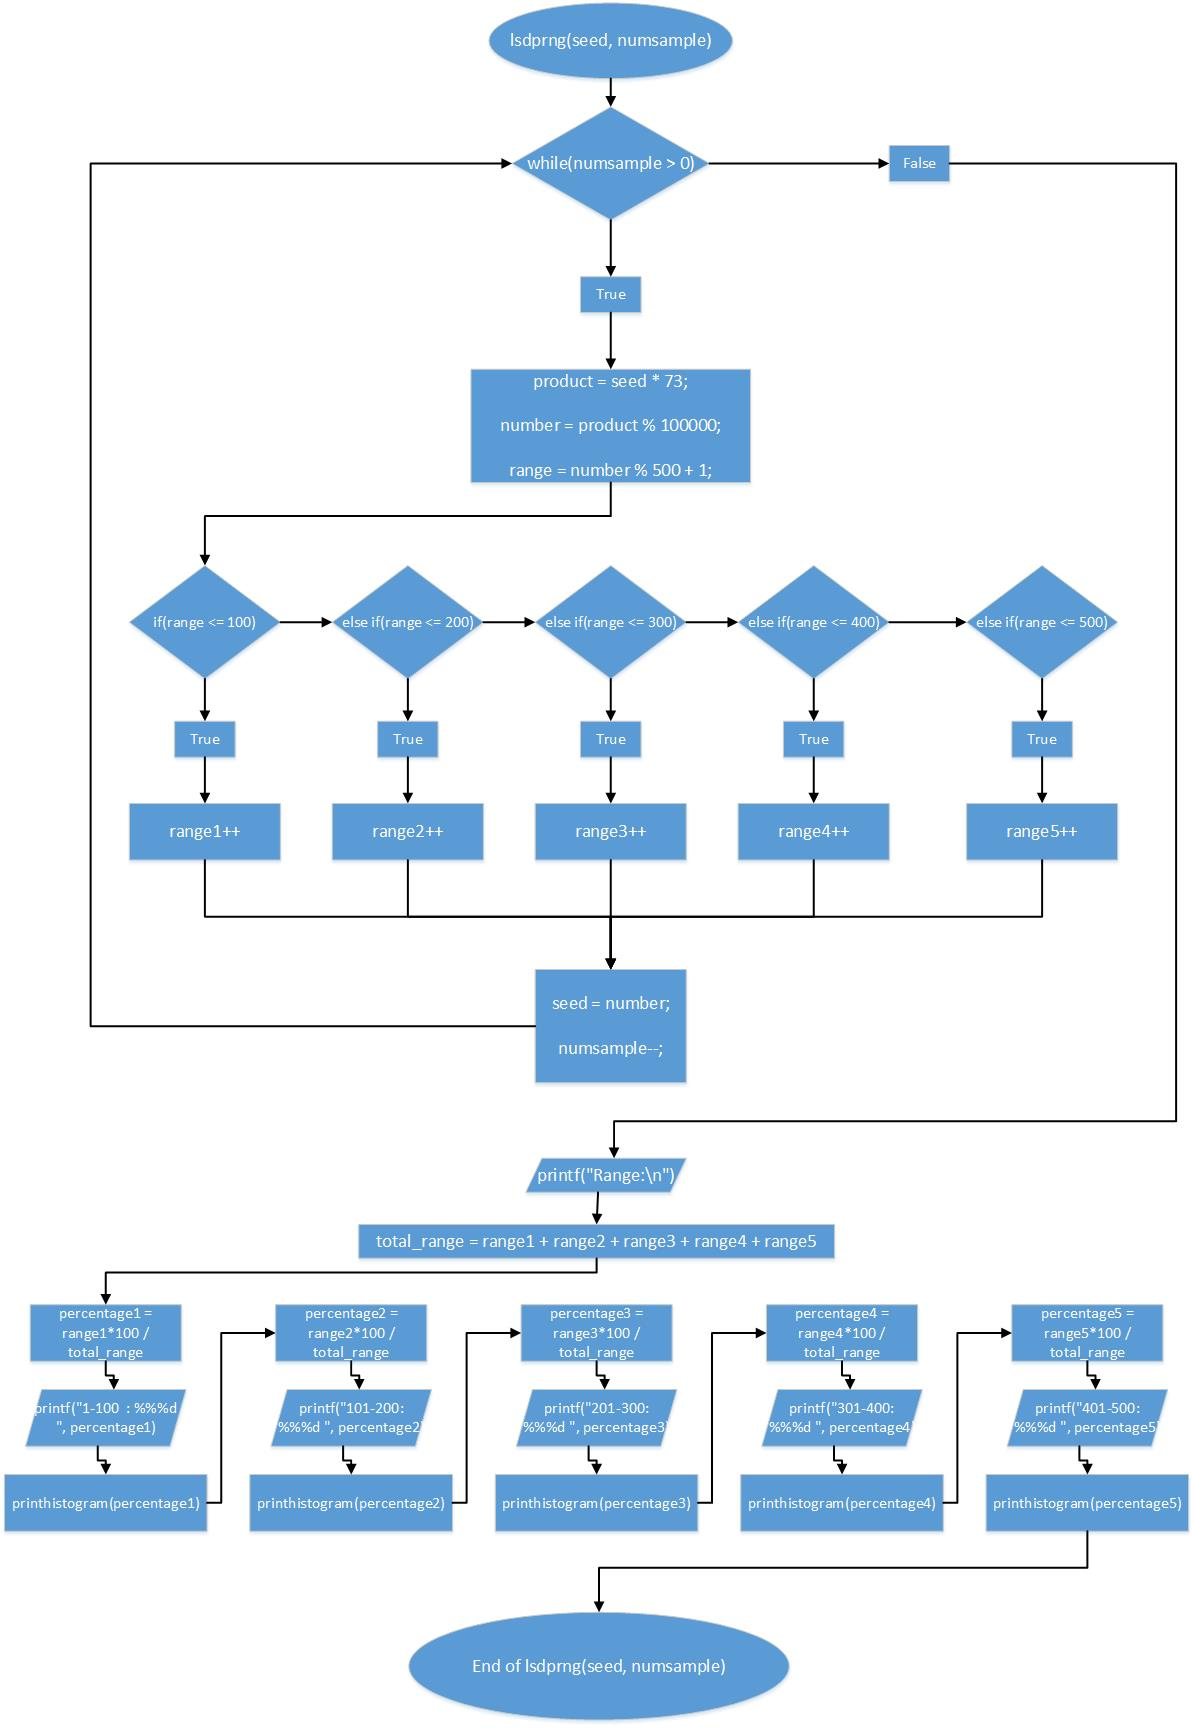 lsdprng(seed, numsample)
while(numsample > 0)
False
True
product = seed * 73;
number = product % 100000;
range = number % 500 + 1;
if(range <= 100)
else if(range <= 200)
else if(range <= 300)
else if(range <= 400)
else if(range <= 500)
True
True
True
True
True
range1++
range2++
range3++
range4++
range5++
seed = number;
numsample--;
printf("Range:\n")
total_range = range1 + range2 + range3 + range4 + range5
percentage1 =
range1*100 /
total_range
percentage2 =
range2*100 /
total_range
percentage3 =
range3*100 /
total_range
percentage4 =
range4*100 /
total_range
percentage5 =
range5*100 /
total_range
printf("1-100  : %%%d
", percentage1)
printf("101-200:
%%%d ", percentage2)
printf("201-300:
%%%d ", percentage3)
printf("301-400:
%%%d ", percentage4)
printf("401-500:
%%%d ", percentage5)
printhistogram(percentage1)
printhistogram(percentage2)
printhistogram(percentage3)
printhistogram(percentage4)
printhistogram(percentage5)
End of lsdprng(seed, numsample)